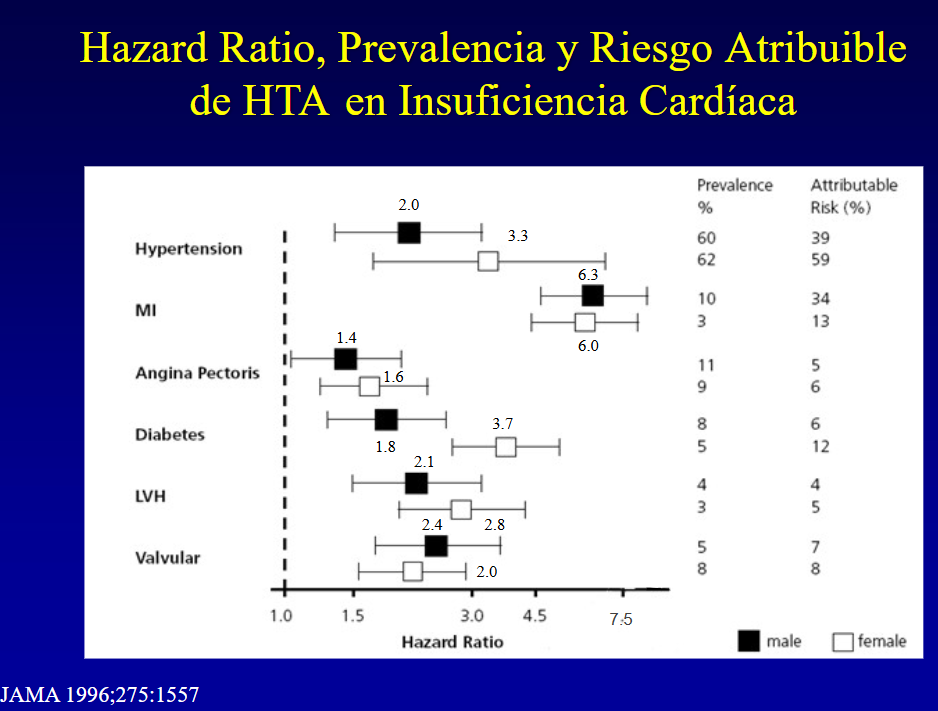 Hazard Ratio, Prevalencia y Riesgo Atribuible
de HTA en Insuficiencia Cardíaca
Prevalence Attributable
% Risk (%)
2.0
Hypertension
3.3
60 39
62 59
6.3
MI
10 34
3 13
6.0
1.4
Angina Pectoris
1.6
11 5
9 6
Diabetes
3.7
8 6
5 12
1.8
2.1
LVH
4 4
3 5
2.4 2.8
Valvular
5 7
8 8
2.0
1.0 1.5 3.0 4.5 7.5
Hazard Ratio
male female
JAMA 1996;275:1557